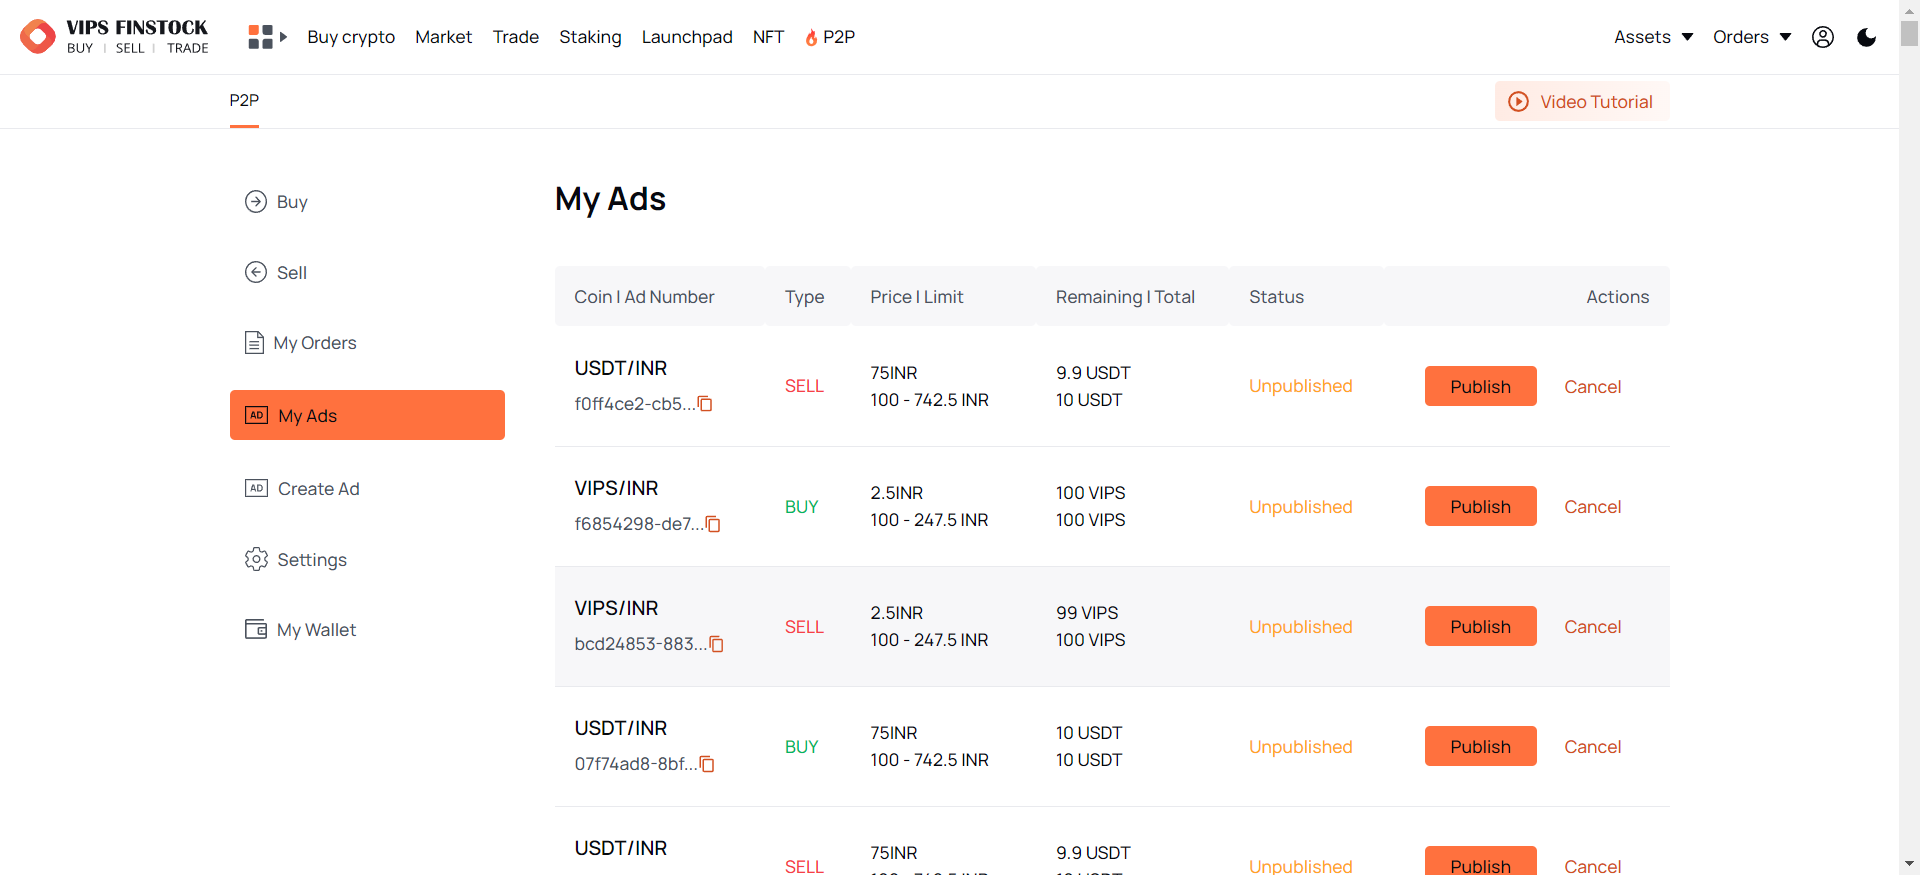 VIPS FINSTOCK
BUY | SELL | TRADE
Buy crypto Market Trade Staking Launchpad NFT P2P
Assets Orders
P2P
Video Tutorial
Buy
Sell
My Orders
AD My Ads
AD Create Ad
Settings
My Wallet
My Ads
Coin | Ad Number Type Price | Limit Remaining | Total Status Actions
USDT/INR
f0ff4ce2-cb5...
SELL
75INR
100 - 742.5 INR
9.9 USDT
10 USDT
Unpublished
Publish
Cancel
VIPS/INR
f6854298-de7...
BUY
2.5INR
100 - 247.5 INR
100 VIPS
100 VIPS
Unpublished
Publish
Cancel
VIPS/INR
bcd24853-883...
SELL
2.5INR
100 - 247.5 INR
99 VIPS
100 VIPS
Unpublished
Publish
Cancel
USDT/INR
07f74ad8-8bf...
BUY
75INR
100 - 742.5 INR
10 USDT
10 USDT
Unpublished
Publish
Cancel
USDT/INR
SELL
75INR
9.9 USDT
Unpublished
Publish
Cancel